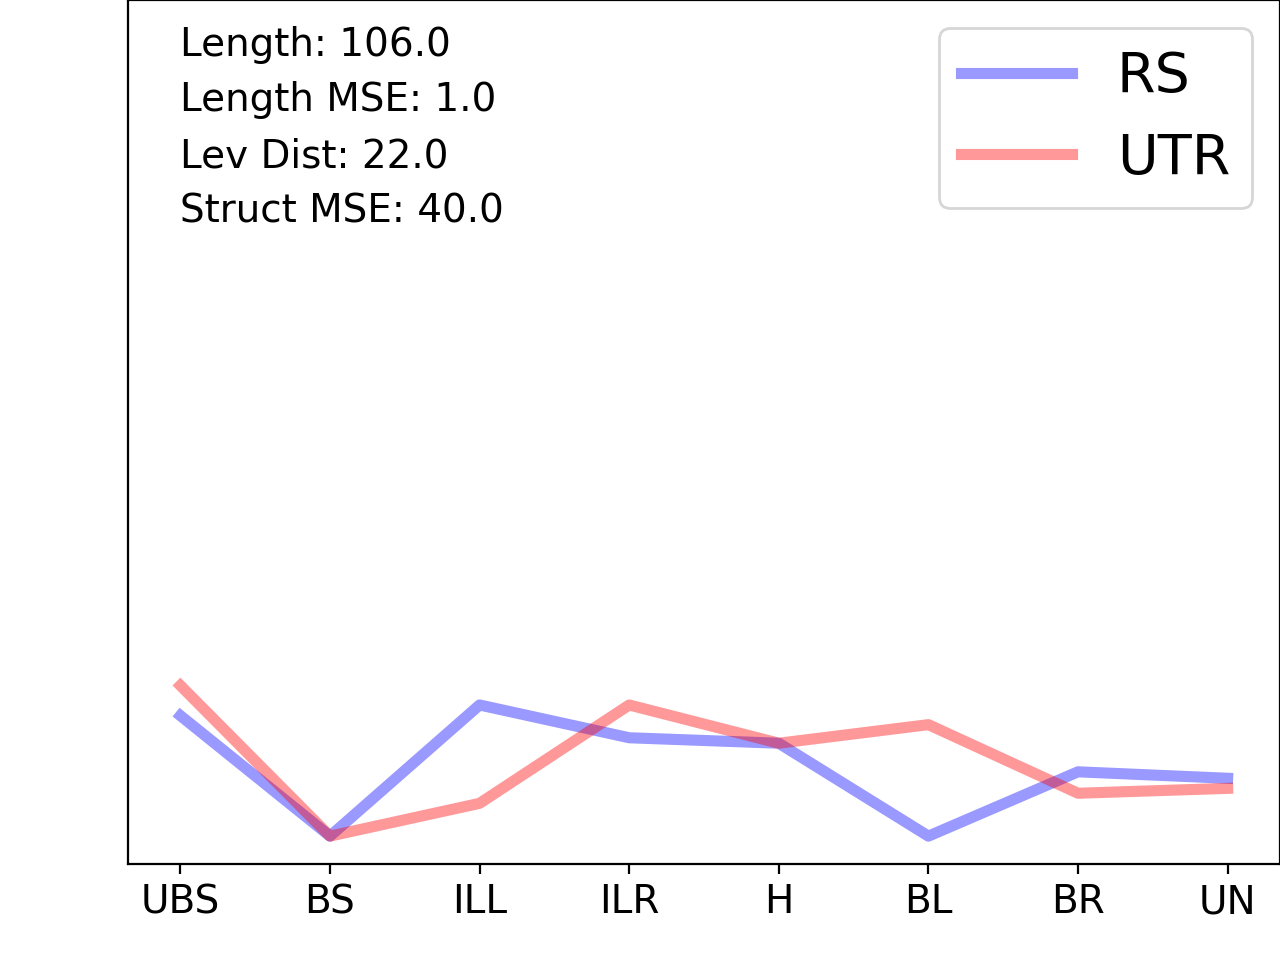 Length: 106.0
Length MSE: 1.0
Lev Dist: 22.0
Struct MSE: 40.0
RS
UTR
UBS BS ILL ILR H BL BR UN